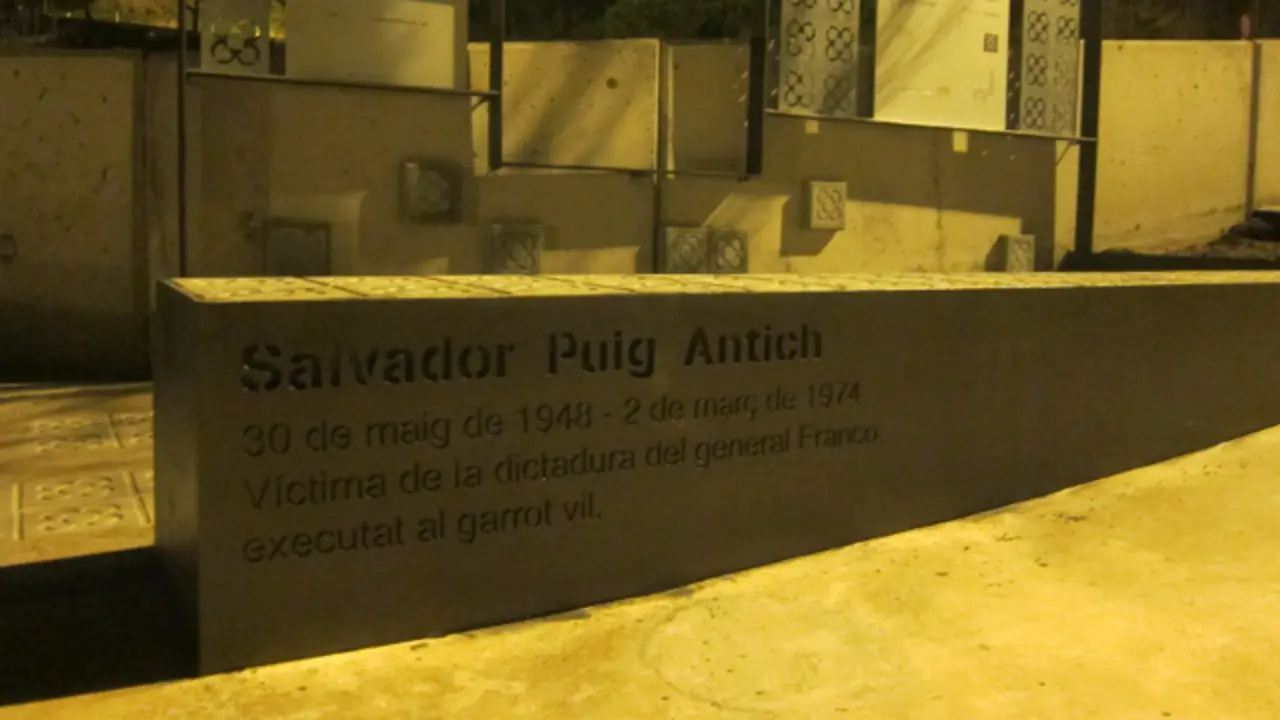 Salvador Puig Antich
30 de maig de 1948 - 2 de març de 1974
Víctima de la dictadura del general Franco,
executat al garrot vil.